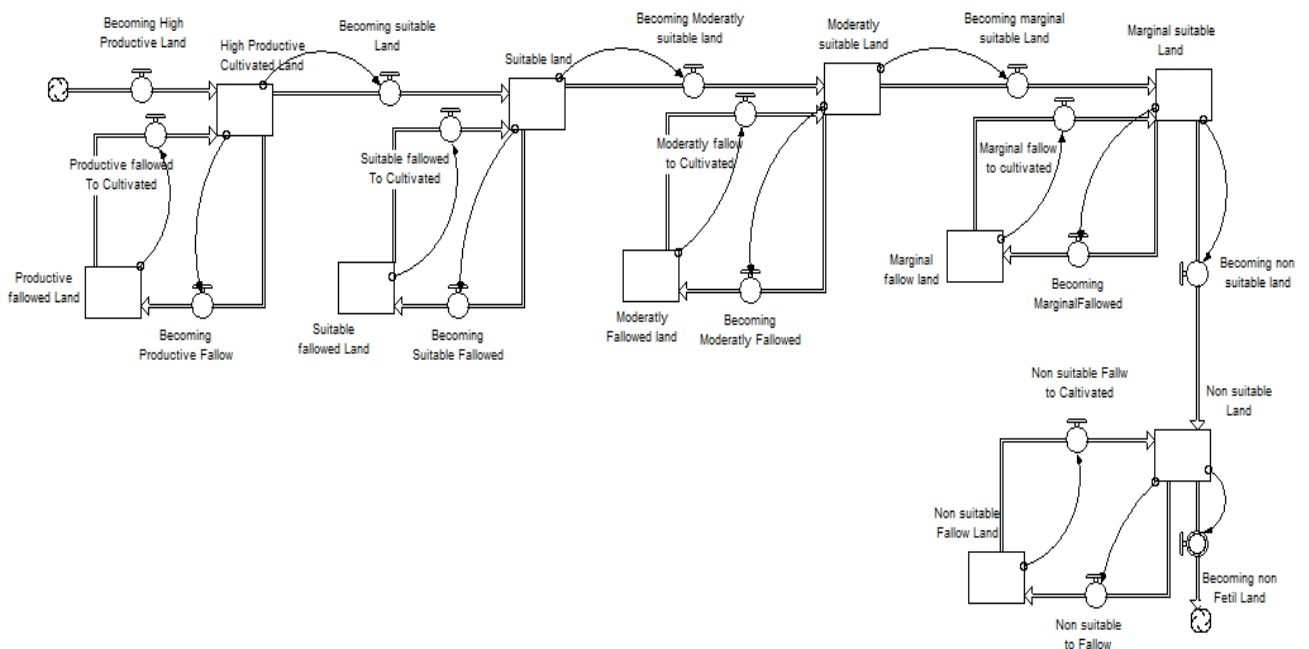 Becoming High
Productive Land
High Productive
Cultivated Land
Becoming suitable
Land
Suitable land
Becoming Moderatly
suitable land
Moderatly
suitable Land
Becoming marginal
suitable Land
Marginal suitable
Land
Productive fallowed
To Cultivated
Suitable fallowed
To Cultivated
Moderatly fallow
to Cultivated
Marginal fallow
to cultivated
Productive
fallowed Land
Becoming
Productive Fallow
Suitable
fallowed Land
Becoming
Suitable Fallowed
Moderatly
Fallowed land
Becoming
Moderatly Fallowed
Marginal
fallow land
Becoming
MarginalFallowed
Becoming non
suitable land
Non suitable Fallw
to Caltivated
Non suitable
Land
Non suitable
Fallow Land
Non suitable
to Fallow
Becoming non
Fetil Land